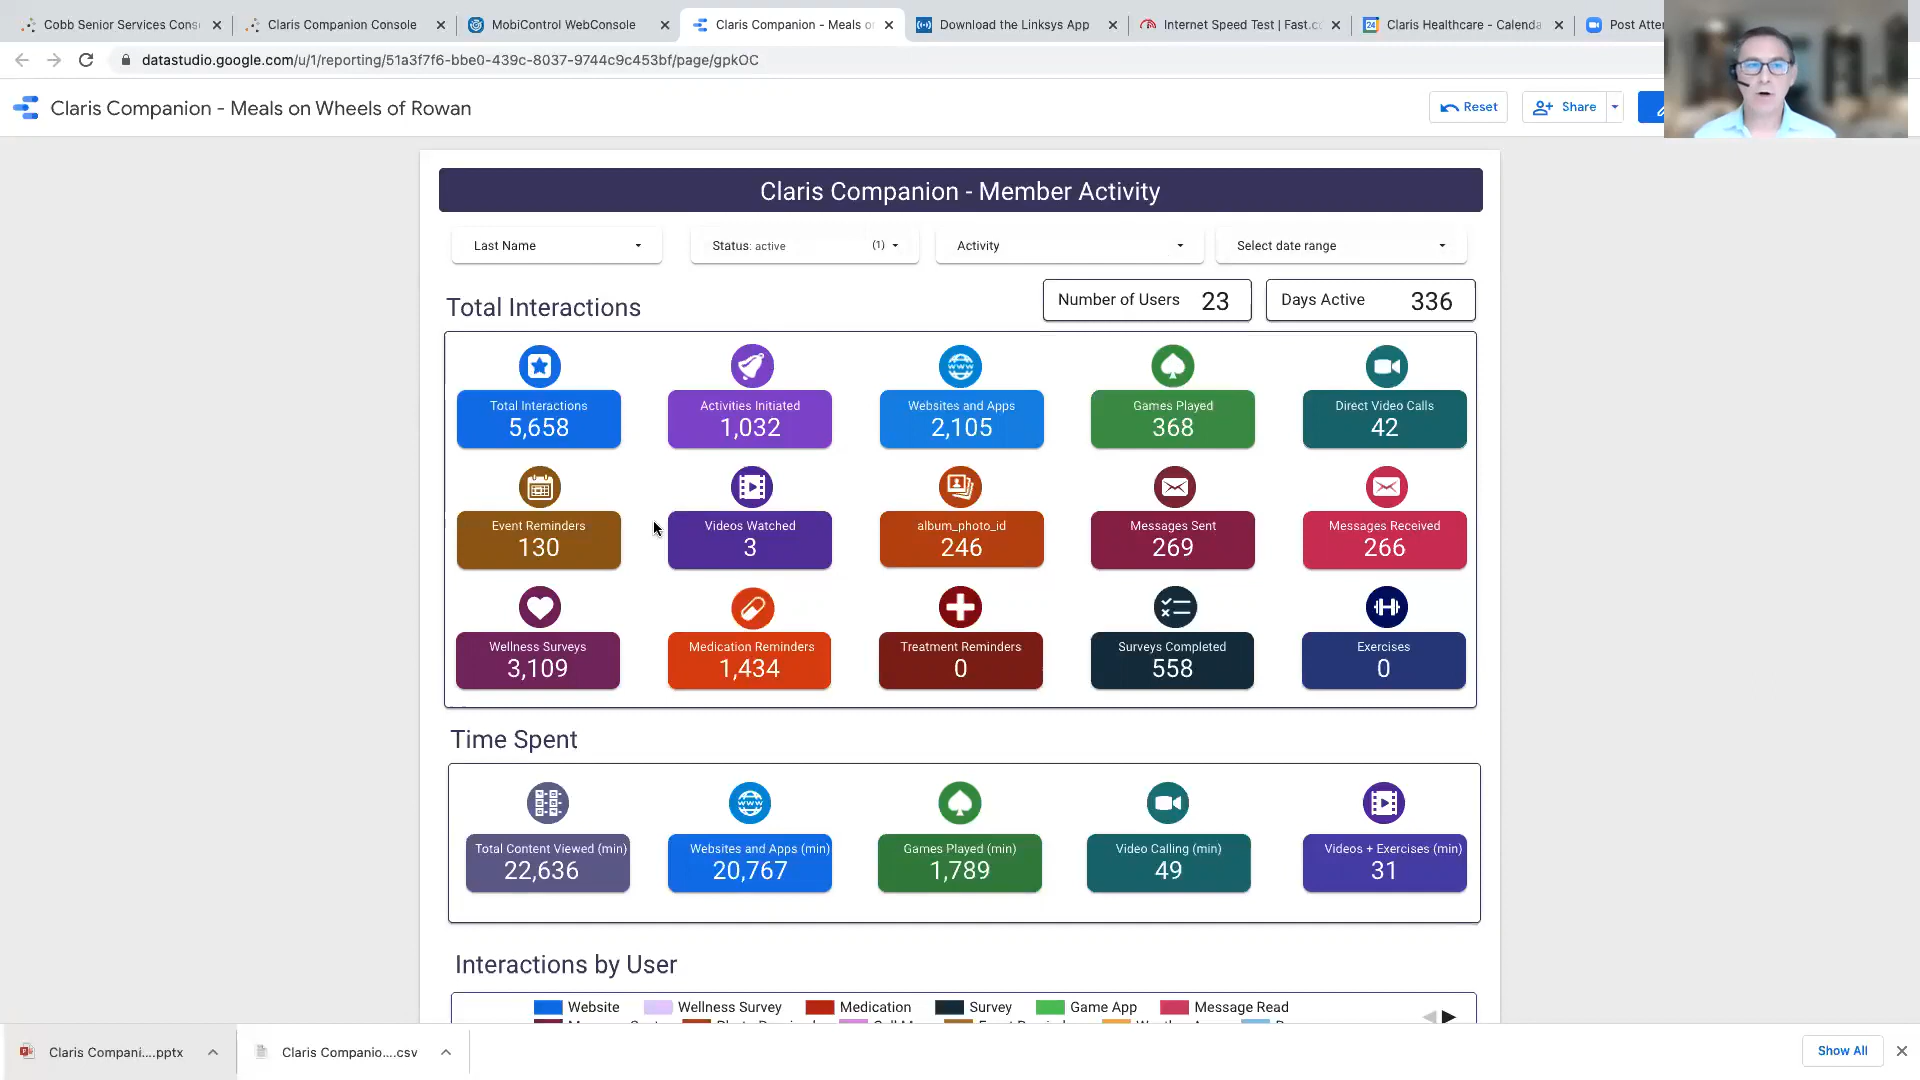 Cobb Senior Services Cons
Claris Companion Console
MobiControl WebConsole
Claris Companion - Meals o
Download the Linksys App
Internet Speed Test | Fast.co
Claris Healthcare - Calenda
Post Atte
datastudio.google.com/u/1/reporting/51a3f7f6-bbe0-439c-8037-9744c9c453bf/page/gpkOC
Claris Companion - Meals on Wheels of Rowan
Reset
Share
Claris Companion - Member Activity
Last Name
Status: active (1)
Activity
Select date range
Total Interactions
Number of Users 23
Days Active 336
Total Interactions
5,658
Activities Initiated
1,032
Websites and Apps
2,105
Games Played
368
Direct Video Calls
42
Event Reminders
130
Videos Watched
3
album_photo_id
246
Messages Sent
269
Messages Received
266
Wellness Surveys
3,109
Medication Reminders
1,434
Treatment Reminders
0
Surveys Completed
558
Exercises
0
Time Spent
Total Content Viewed (min)
22,636
Websites and Apps (min)
20,767
Games Played (min)
1,789
Video Calling (min)
49
Videos + Exercises (min)
31
Interactions by User
Website Wellness Survey Medication Survey Game App Message Read
Claris Compani....pptx
Claris Companio....csv
Show All